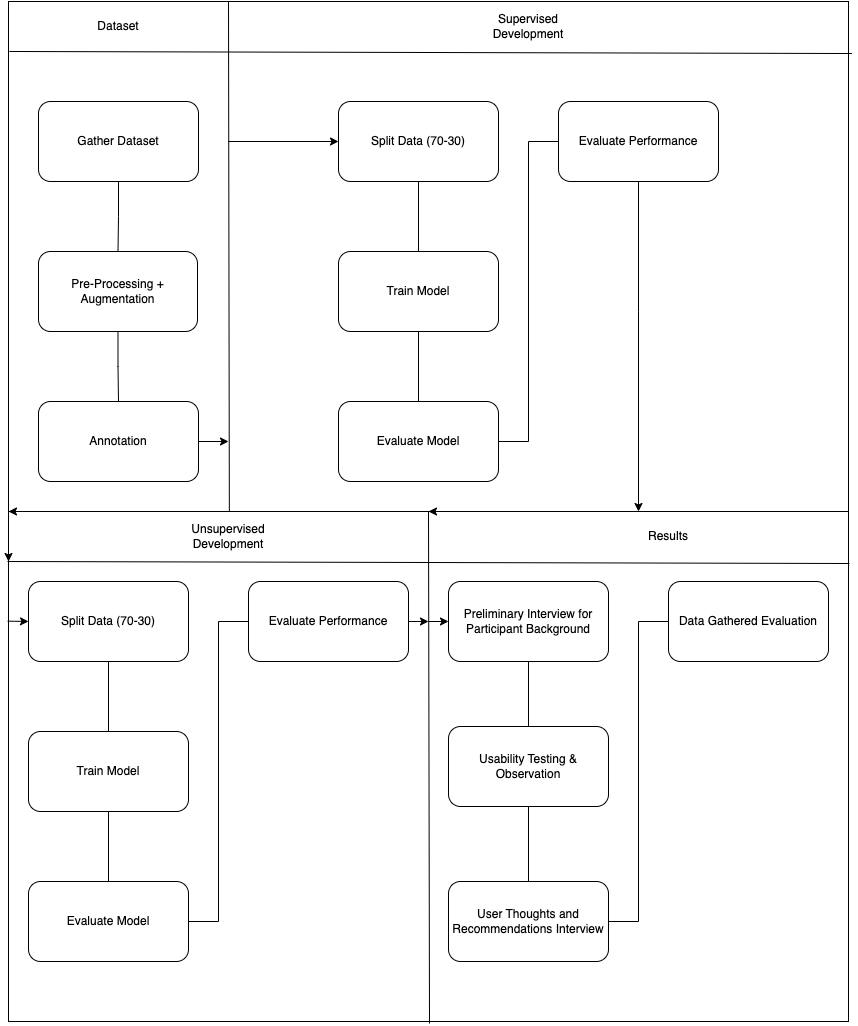 Dataset
Supervised
Development
Gather Dataset
Pre-Processing +
Augmentation
Annotation
Split Data (70-30)
Train Model
Evaluate Model
Evaluate Performance
Unsupervised
Development
Split Data (70-30)
Train Model
Evaluate Model
Evaluate Performance
Results
Preliminary Interview for
Participant Background
Usability Testing &
Observation
User Thoughts and
Recommendations Interview
Data Gathered Evaluation